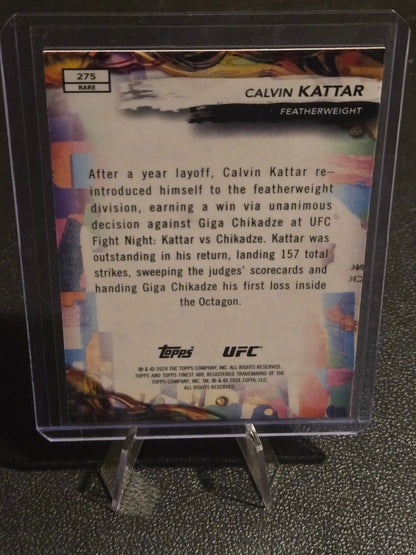 275
RARE
CALVIN KATTAR
FEATHERWEIGHT
After a year layoff, Calvin Kattar re-
introduced himself to the featherweight
division, earning a win via unanimous
decision against Giga Chikadze at UFC
Fight Night: Kattar vs Chikadze. Kattar was
outstanding in his return, landing 157 total
strikes, sweeping the judges' scorecards and
handing Giga Chikadze his first loss inside
the Octagon.
Topps UFC
® & © 2024 THE TOPPS COMPANY, INC. ALL RIGHTS RESERVED.
TOPPS AND TOPPS FINEST ARE REGISTERED TRADEMARKS OF THE
TOPPS COMPANY, INC. TM, ® & © 2024 ZUFFA, LLC.
ALL RIGHTS RESERVED.